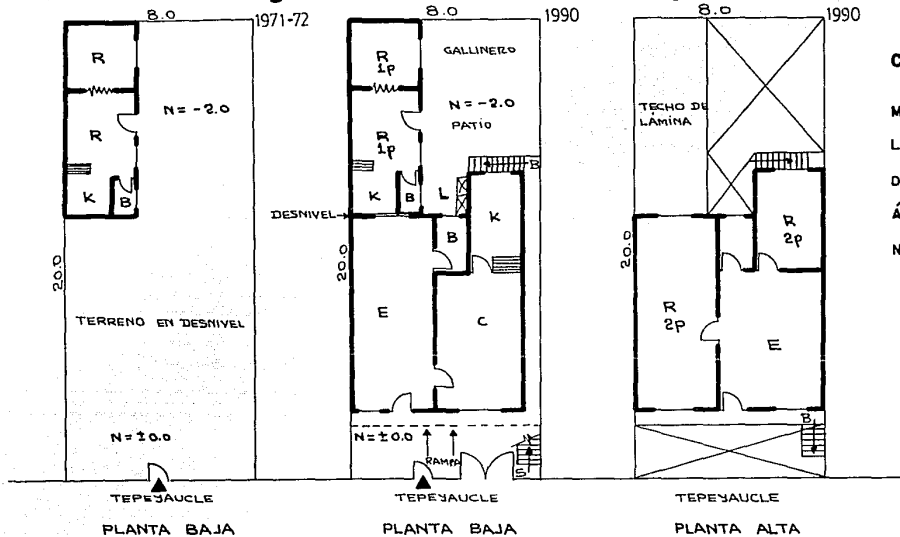 8.0
1971-72
R
R
K
B
N = -2.0
20.0
TERRENO EN DESNIVEL
N = ±0.0
TEPEYAUCLE
PLANTA BAJA
8.0
1990
R
1p
GALLINERO
N = -2.0
PATIO
R
1p
K
B
L
B
K
DESNIVEL
B
20.0
E
C
N = ±0.0
RAMPA
S
TEPEYAUCLE
PLANTA BAJA
8.0
1990
TECHO DE
LÁMINA
R
2p
20.0
R
2p
E
B
TEPEYAUCLE
PLANTA ALTA
C
M
L
D
Á
N